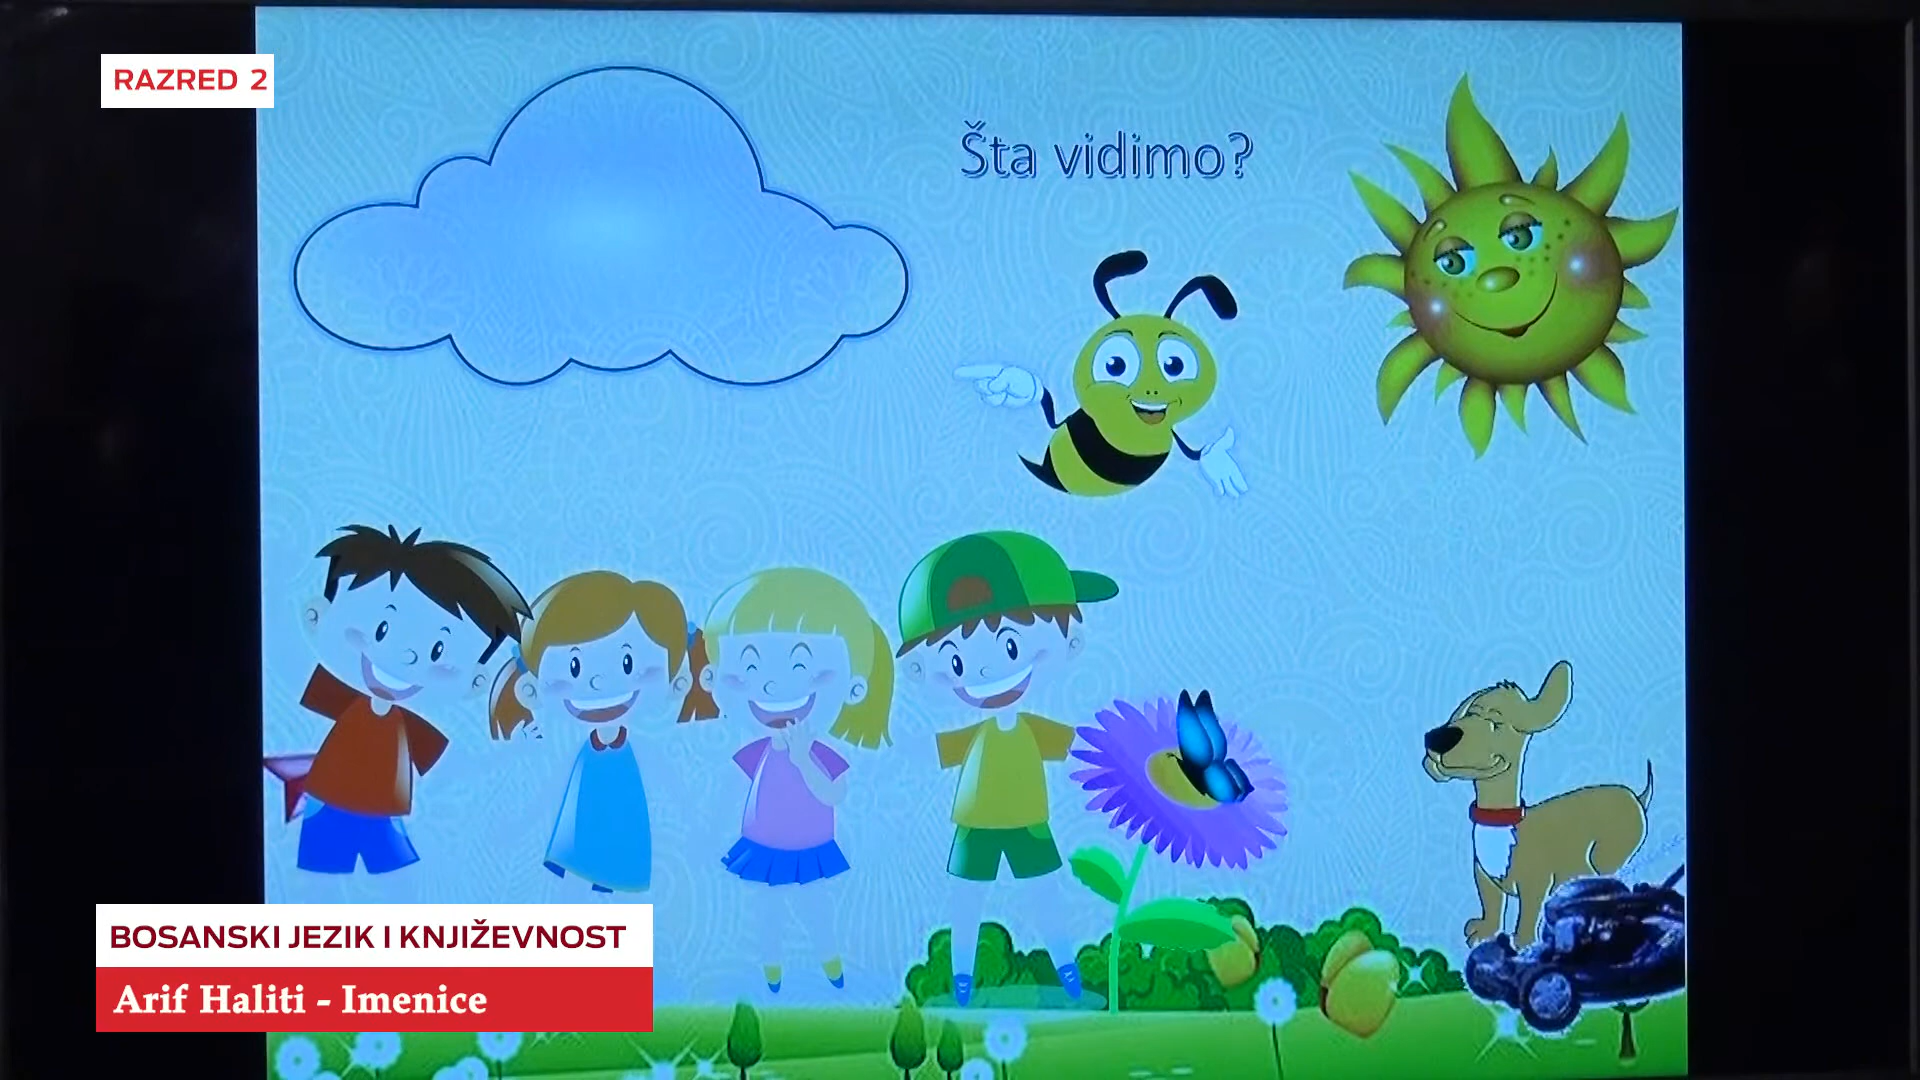 RAZRED 2
Šta vidimo?
BOSANSKI JEZIK I KNJIŽEVNOST
Arif Haliti - Imenice